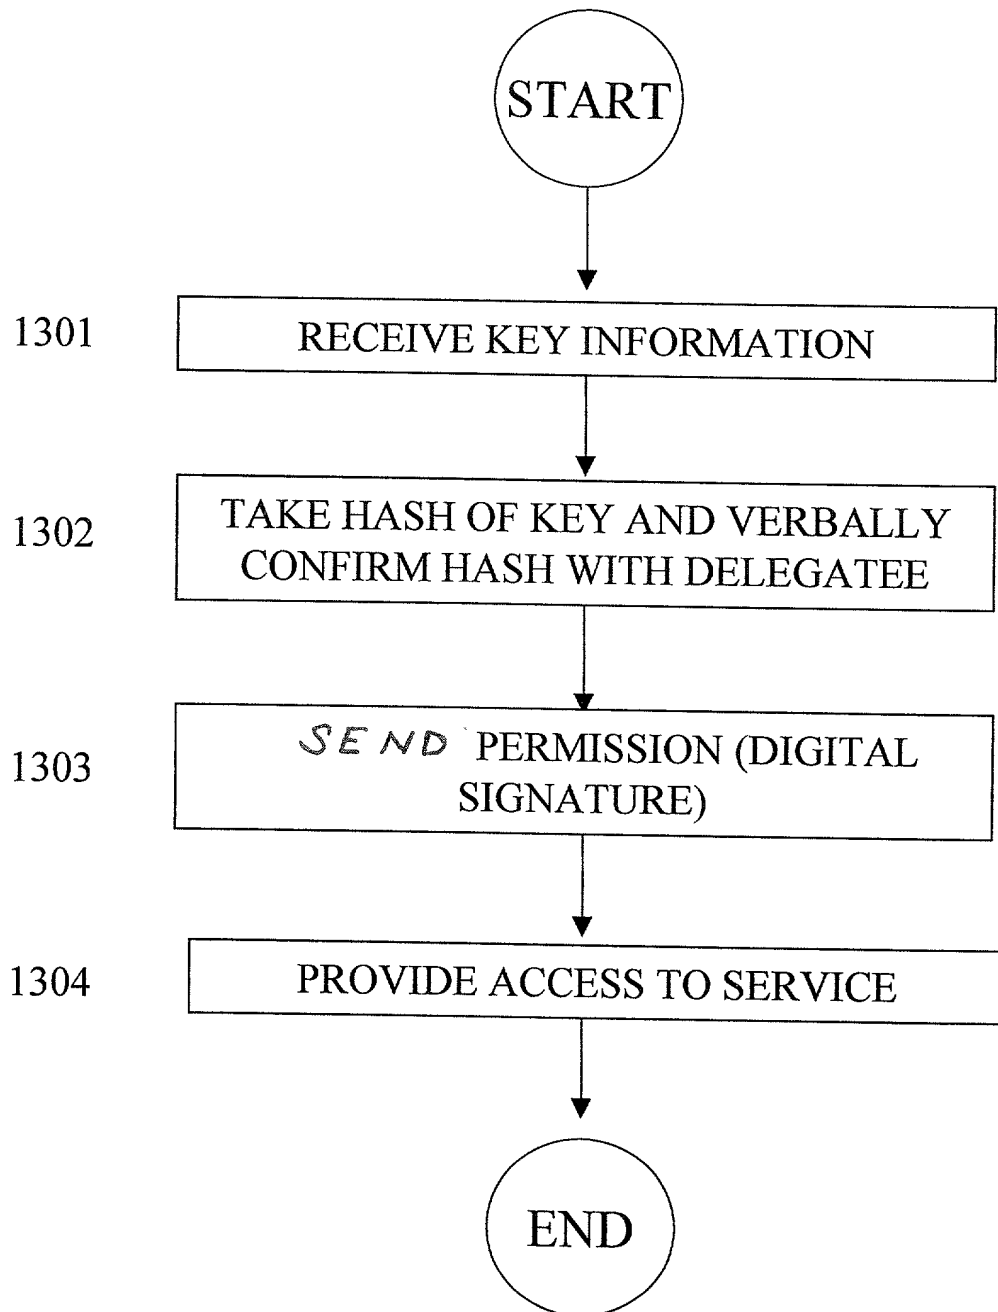 START
1301
RECEIVE KEY INFORMATION
1302
TAKE HASH OF KEY AND VERBALLY
CONFIRM HASH WITH DELEGATEE
1303
SEND PERMISSION (DIGITAL
SIGNATURE)
1304
PROVIDE ACCESS TO SERVICE
END